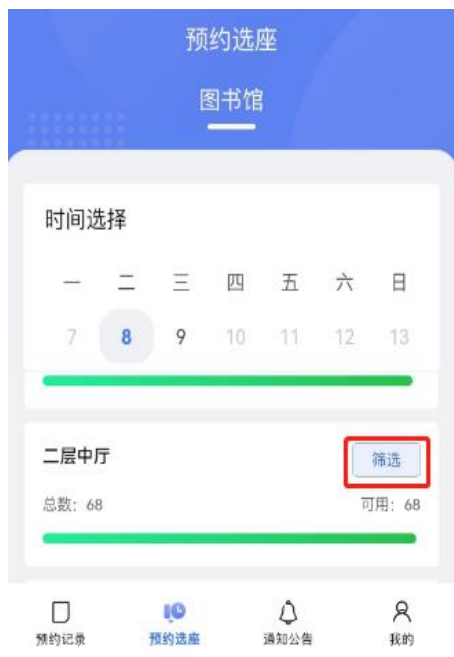 预约选座
图书馆
时间选择
一 二 三 四 五 六 日
7 8 9 10 11 12 13
二层中厅 筛选
总数: 68 可用: 68
预约记录 预约选座 通知公告 我的